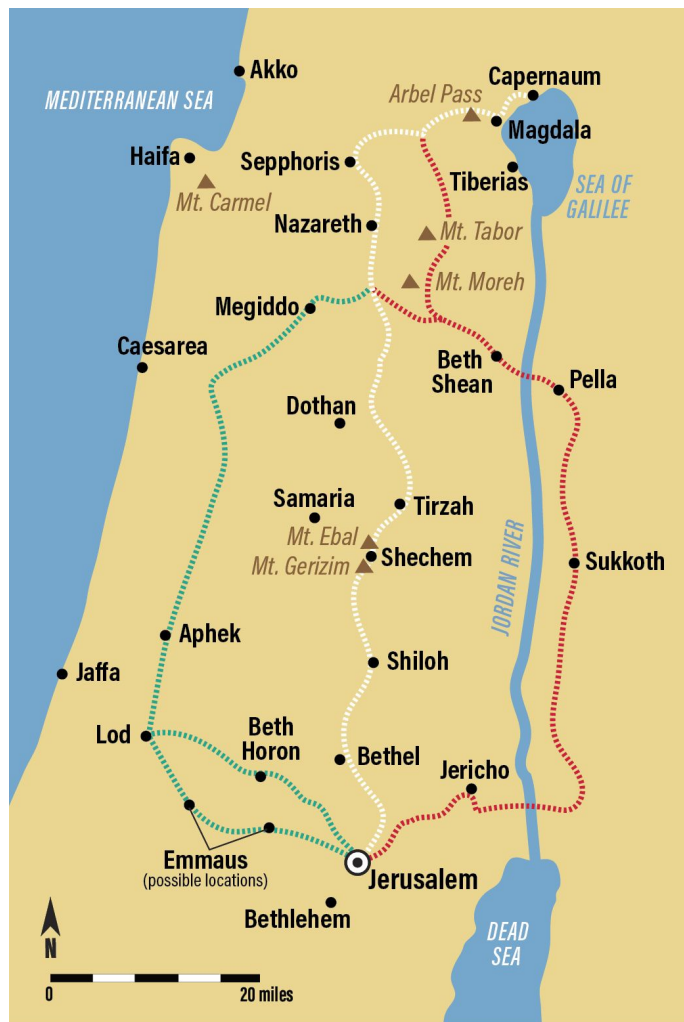 Akko
MEDITERRANEAN SEA
Capernaum
Arbel Pass
Magdala
Haifa
Sepphoris
Tiberias
Mt. Carmel
SEA OF
GALILEE
Nazareth
Mt. Tabor
Mt. Moreh
Megiddo
Caesarea
Beth
Shean
Pella
Dothan
Samaria
Tirzah
Mt. Ebal
Shechem
Mt. Gerizim
Sukkoth
JORDAN RIVER
Aphek
Shiloh
Jaffa
Lod
Beth
Horon
Bethel
Jericho
Emmaus
(possible locations)
Jerusalem
Bethlehem
DEAD
SEA
N
0
20 miles